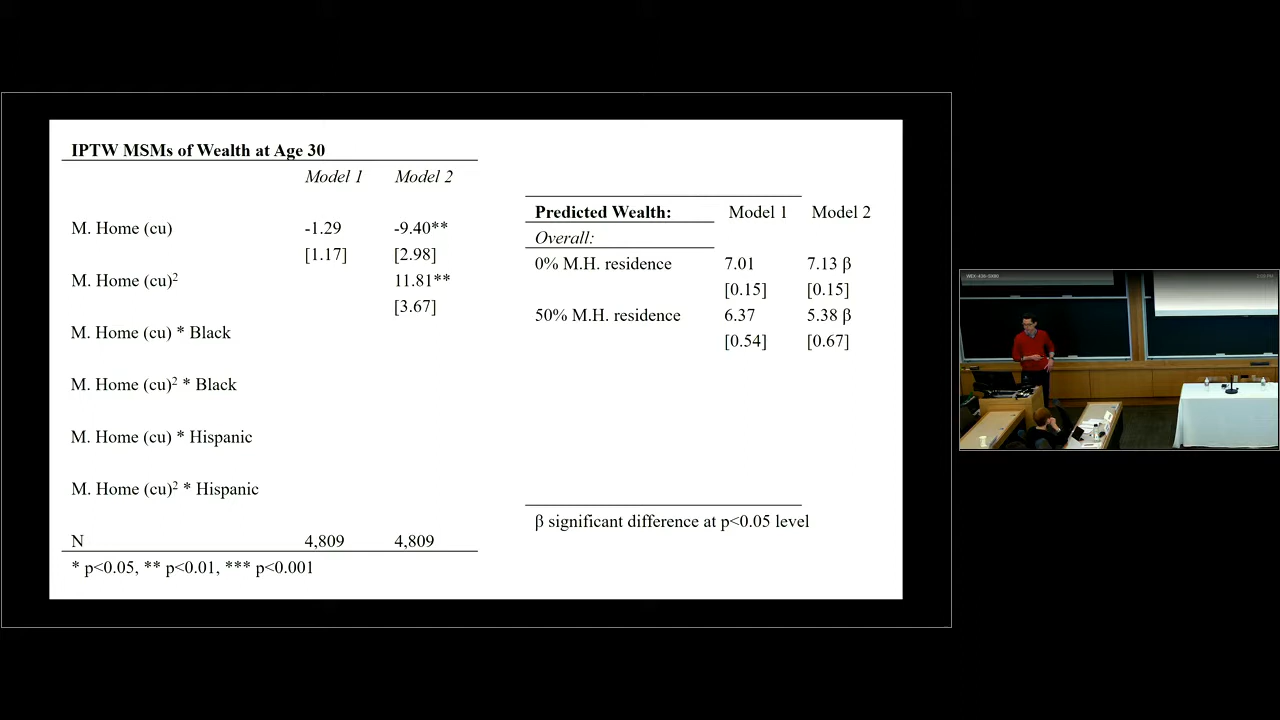 IPTW MSMs of Wealth at Age 30
Model 1 Model 2
M. Home (cu) -1.29 -9.40**
[1.17] [2.98]
M. Home (cu)² 11.81**
[3.67]
M. Home (cu) * Black
M. Home (cu)² * Black
M. Home (cu) * Hispanic
M. Home (cu)² * Hispanic
N 4,809 4,809
* p<0.05, ** p<0.01, *** p<0.001
Predicted Wealth: Model 1 Model 2
Overall:
0% M.H. residence 7.01 7.13 β
[0.15] [0.15]
50% M.H. residence 6.37 5.38 β
[0.54] [0.67]
β significant difference at p<0.05 level